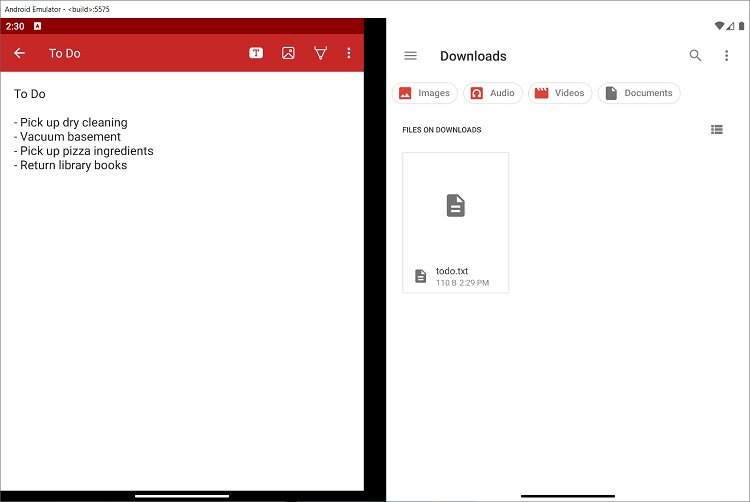 Android Emulator - <build>:5575
2:30
To Do
To Do
- Pick up dry cleaning
- Vacuum basement
- Pick up pizza ingredients
- Return library books
Downloads
Images
Audio
Videos
Documents
FILES ON DOWNLOADS
todo.txt
110 B 2:29 PM